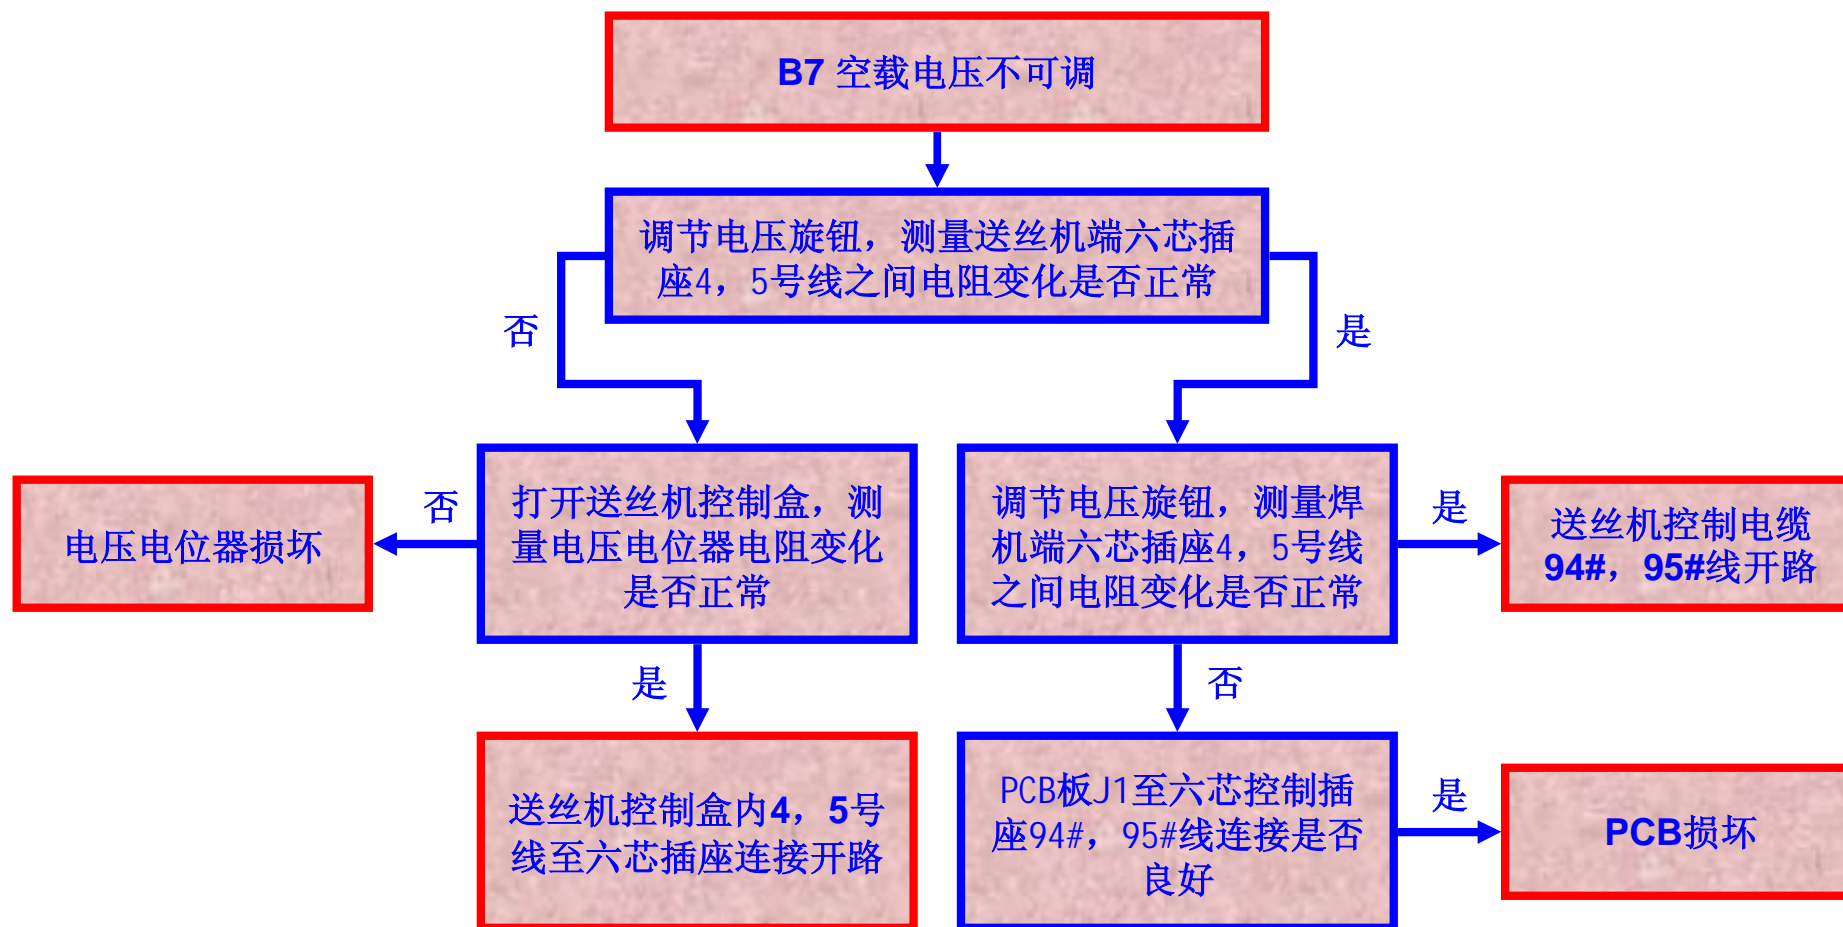 B7 空载电压不可调
调节电压旋钮，测量送丝机端六芯插
座4，5号线之间电阻变化是否正常
否
是
电压电位器损坏
否
打开送丝机控制盒，测
量电压电位器电阻变化
是否正常
调节电压旋钮，测量焊
机端六芯插座4，5号线
之间电阻变化是否正常
是
送丝机控制电缆
94#，95#线开路
是
否
送丝机控制盒内4，5号
线至六芯插座连接开路
PCB板J1至六芯控制插
座94#，95#线连接是否
良好
是
PCB损坏